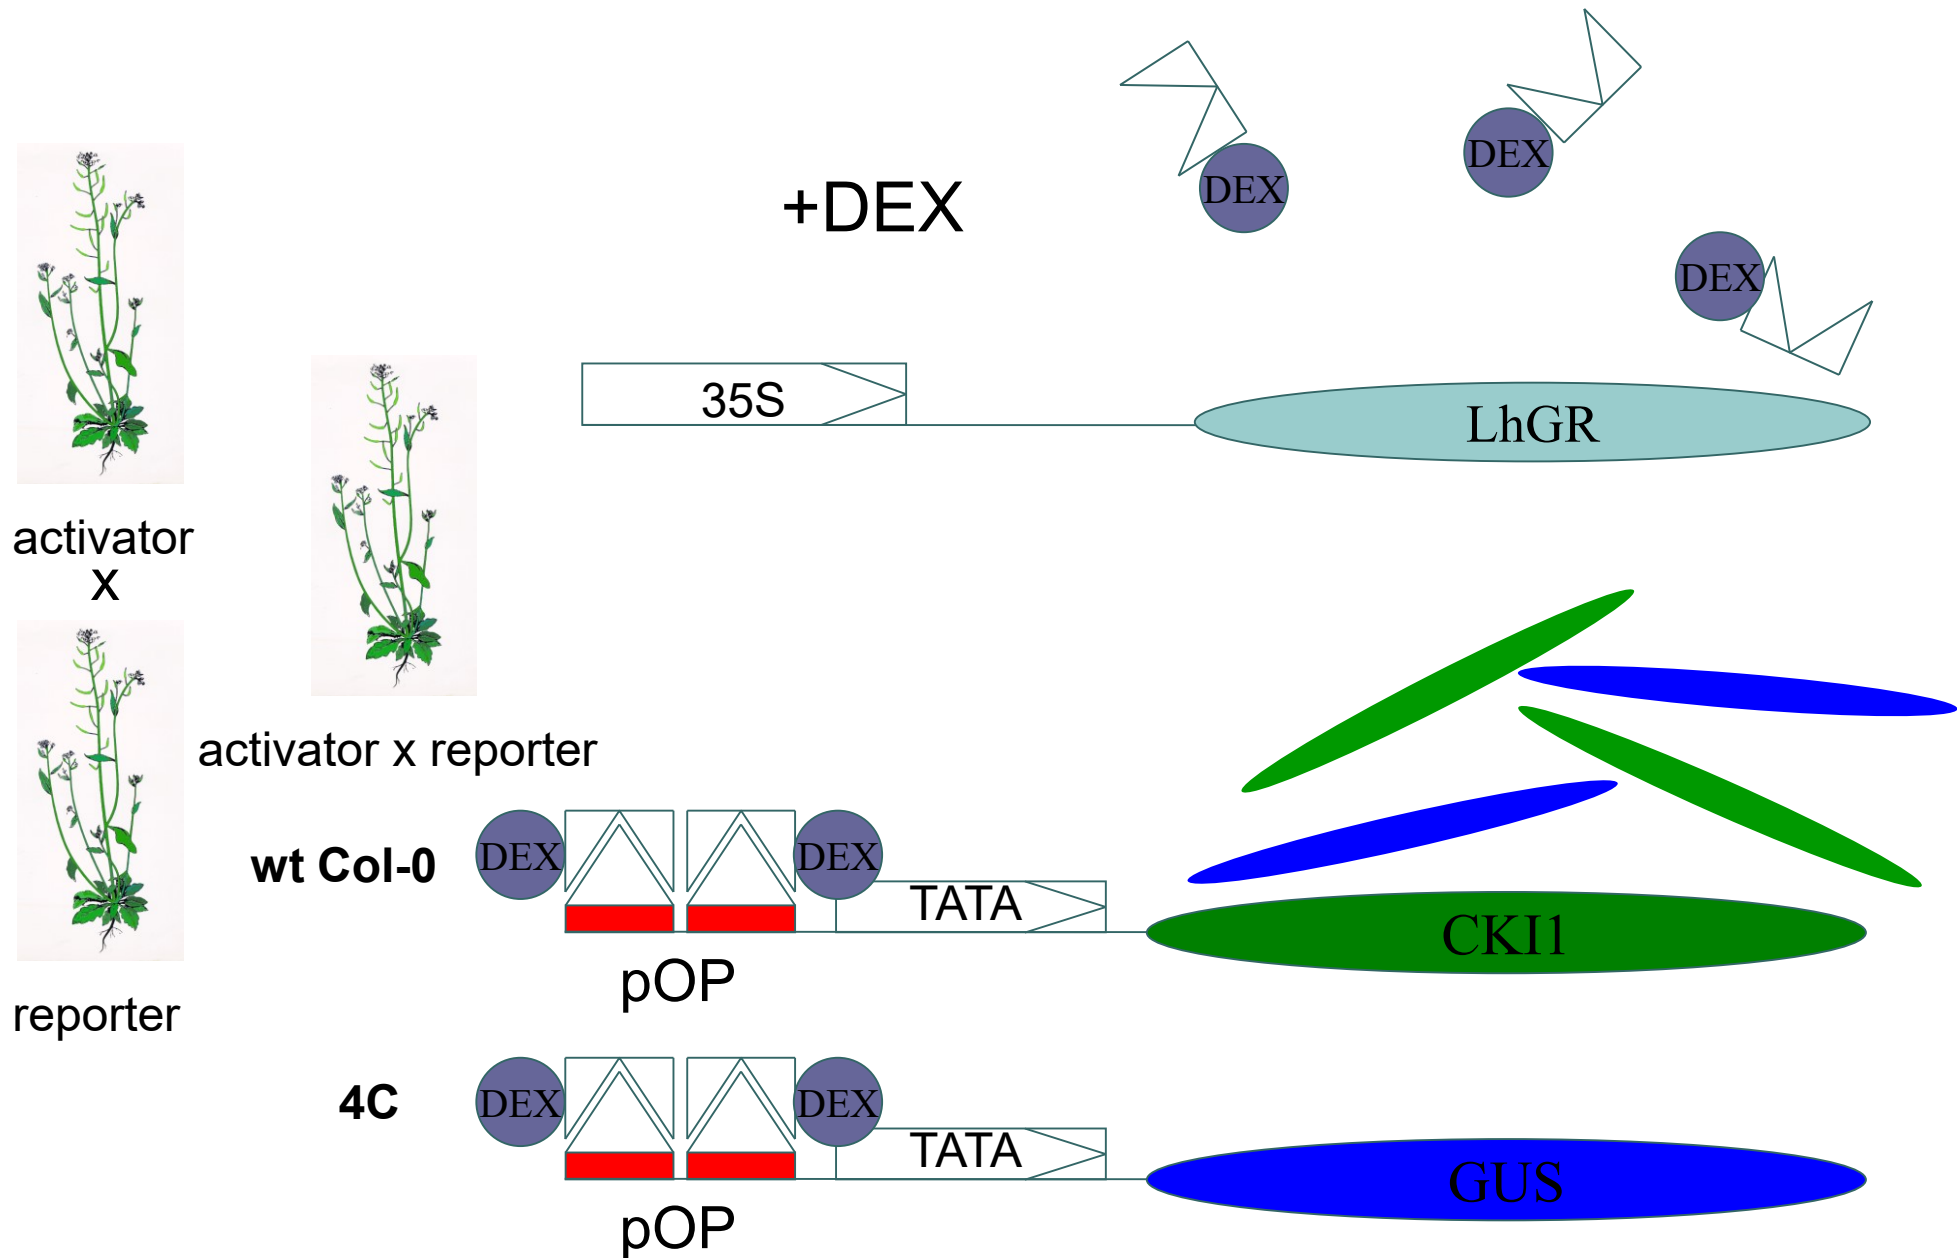 +DEX
DEX
DEX
DEX
35S
LhGR
activator
x
reporter
activator x reporter
wt Col-0
DEX
DEX
TATA
CKI1
pOP
4C
DEX
DEX
TATA
GUS
pOP